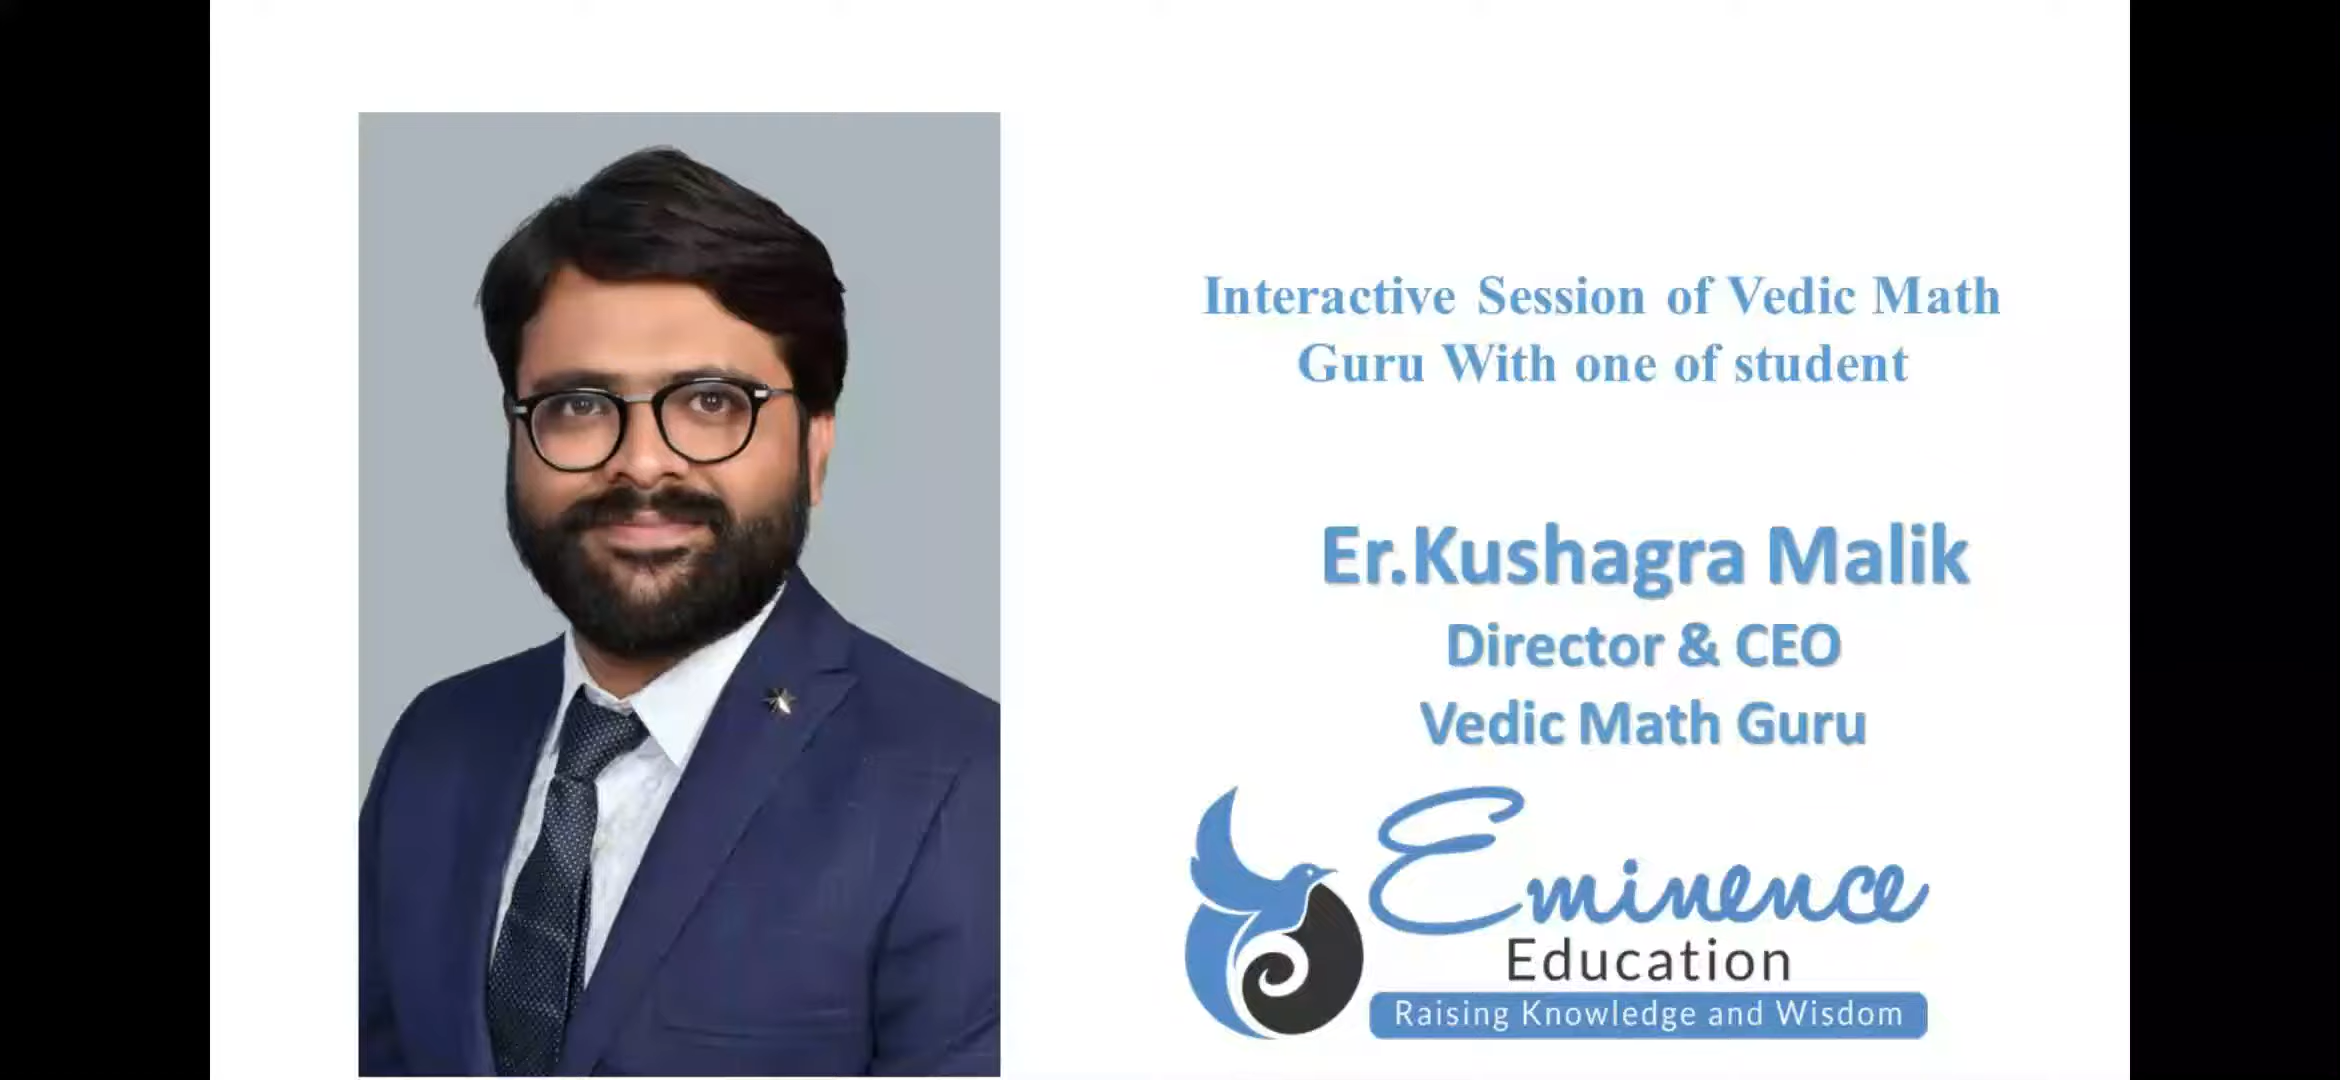 Interactive Session of Vedic Math
Guru With one of student
Er.Kushagra Malik
Director & CEO
Vedic Math Guru
Eminence
Education
Raising Knowledge and Wisdom